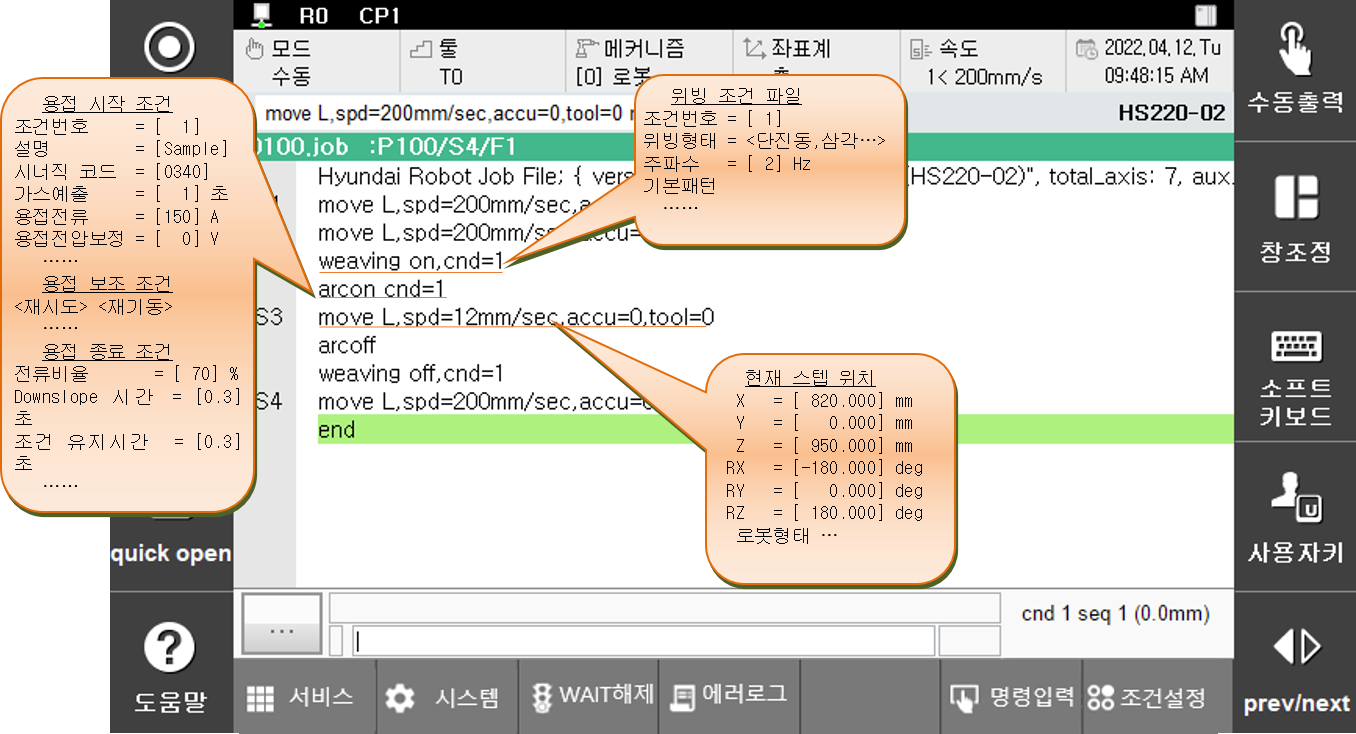 R0 CP1
모드
수동
툴
T0
메커니즘
[0] 로봇
좌표계
속도
1< 200mm/s
2022.04.12.Tu
09:48:15 AM
move L,spd=200mm/sec,accu=0,tool=0
HS220-02
0100.job :P100/S4/F1
Hyundai Robot Job File; { vers
(HS220-02)", total_axis: 7, aux.
move L,spd=200mm/sec,a
move L,spd=200mm/sec,accu=
weaving on,cnd=1
arcon cnd=1
S3 move L,spd=12mm/sec,accu=0,tool=0
arcoff
weaving off,cnd=1
S4 move L,spd=200mm/sec,accu=
end
용접 시작 조건
조건번호 = [ 1]
설명 = [Sample]
시너직 코드 = [0340]
가스예출 = [ 1] 초
용접전류 = [150] A
용접전압보정 = [ 0] V
……
용접 보조 조건
<재시도> <재기동>
……
용접 종료 조건
전류비율 = [ 70] %
Downslope 시간 = [0.3]
초
조건 유지시간 = [0.3]
초
……
위빙 조건 파일
조건번호 = [ 1]
위빙형태 = <단진동,삼각…>
주파수 = [ 2] Hz
기본패턴
……
현재 스텝 위치
X = [ 820.000] mm
Y = [ 0.000] mm
Z = [ 950.000] mm
RX = [-180.000] deg
RY = [ 0.000] deg
RZ = [ 180.000] deg
로봇형태 …
quick open
도움말
수동출력
창조정
소프트
키보드
사용자키
prev/next
...
cnd 1 seq 1 (0.0mm)
서비스
시스템
WAIT해제
에러로그
명령입력
조건설정